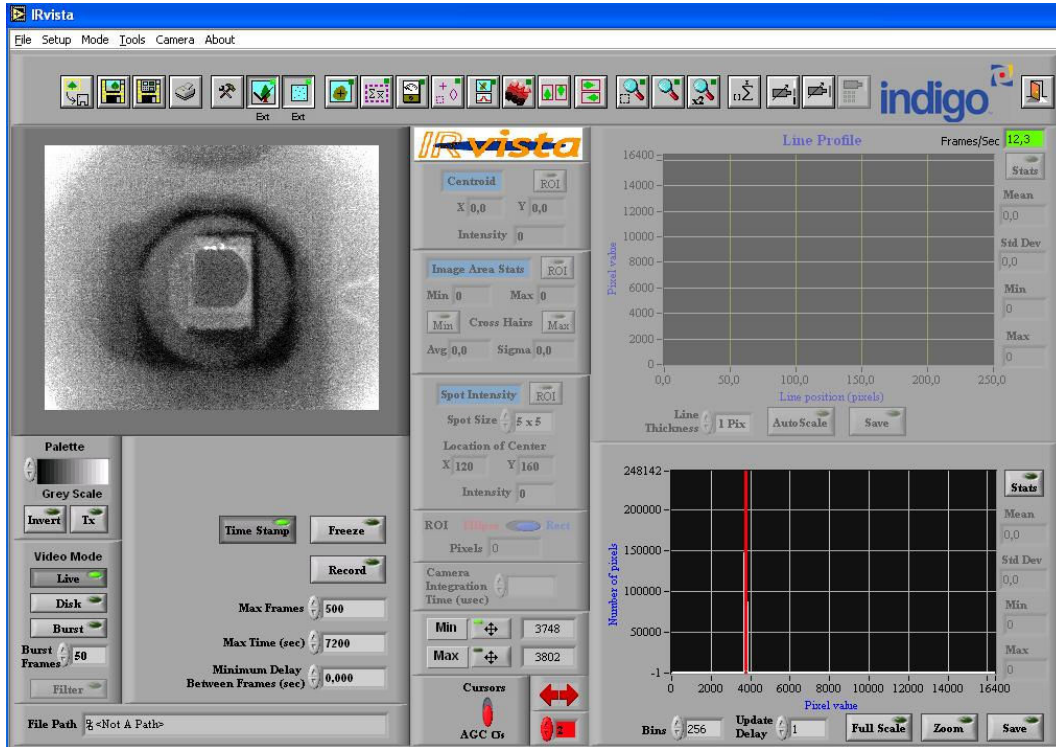 IRvista
File Setup Mode Tools Camera About
Ext Ext
x2
indigo
IRvista
Centroid ROI
X 0,0 Y 0,0
Intensity 0
Image Area Stats ROI
Min 0 Max 0
Min Cross Hairs Max
Avg 0,0 Sigma 0,0
Spot Intensity ROI
Spot Size 5 x 5
Location of Center
X 120 Y 160
Intensity 0
ROI Ellipse Rect
Pixels 0
Camera
Integration
Time (usec)
Min 3748
Max 3802
Cursors
AGC σs
2
Line Profile
Frames/Sec 12,3
Pixel value
16400
14000
12000
10000
8000
6000
4000
2000
0
0,0 50,0 100,0 150,0 200,0 250,0
Line position (pixels)
Line
Thickness 1 Pix AutoScale Save
Stats
Mean
0,0
Std Dev
0,0
Min
0
Max
0
Palette
Grey Scale
Invert Tx
Video Mode
Live
Disk
Burst
Burst
Frames 50
Filter
Time Stamp Freeze
Record
Max Frames 500
Max Time (sec) 7200
Minimum Delay
Between Frames (sec) 0,000
File Path <Not A Path>
Number of pixels
248142
200000
150000
100000
50000
-1
0 2000 4000 6000 8000 10000 12000 14000 16400
Pixel value
Bins 256 Update
Delay 1 Full Scale Zoom Save
Stats
Mean
0,0
Std Dev
0,0
Min
0
Max
0